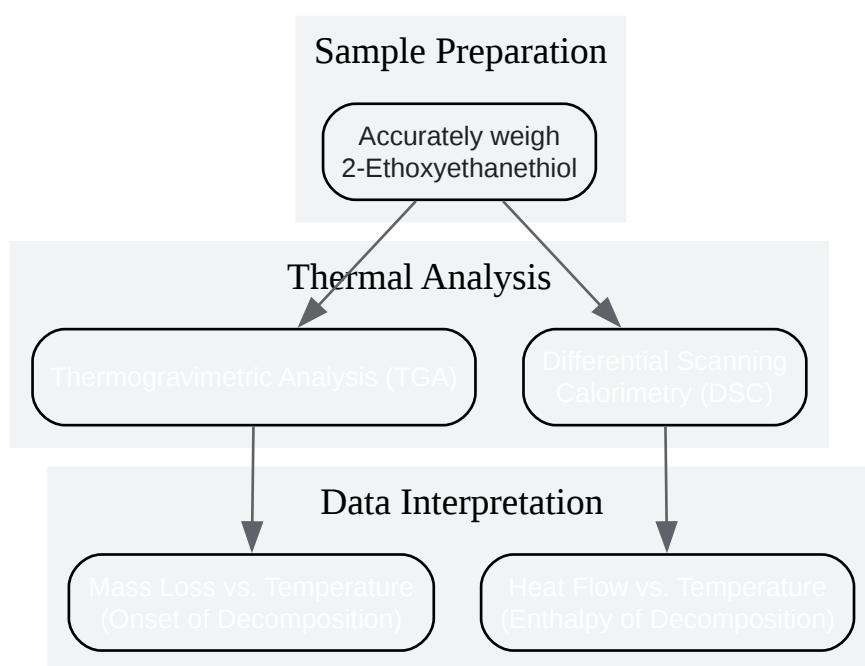 Sample Preparation
Accurately weigh
2-Ethoxyethanethiol
Thermal Analysis
Thermogravimetric Analysis (TGA)
Differential Scanning
Calorimetry (DSC)
Data Interpretation
Mass Loss vs. Temperature
(Onset of Decomposition)
Heat Flow vs. Temperature
(Enthalpy of Decomposition)